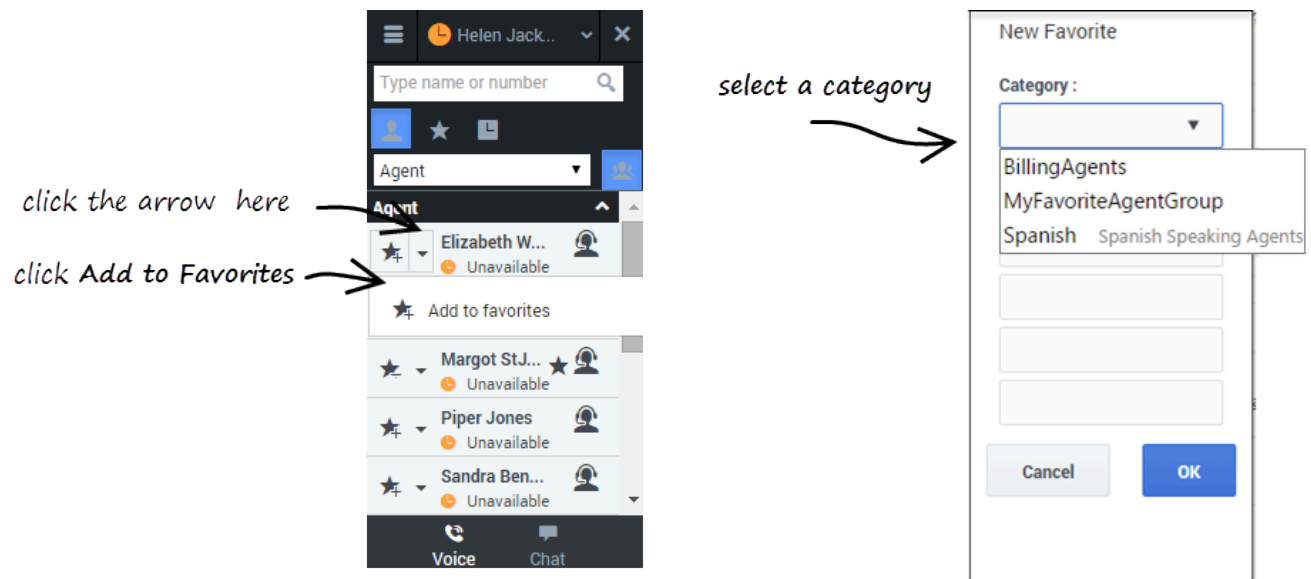 Helen Jack...
Type name or number
Agent
Agent
click the arrow here
Elizabeth W...
Unavailable
click Add to Favorites
Add to favorites
Margot StJ...
Unavailable
Piper Jones
Unavailable
Sandra Ben...
Unavailable
Voice
Chat
select a category
New Favorite
Category :
BillingAgents
MyFavoriteAgentGroup
Spanish Spanish Speaking Agents
Cancel
OK